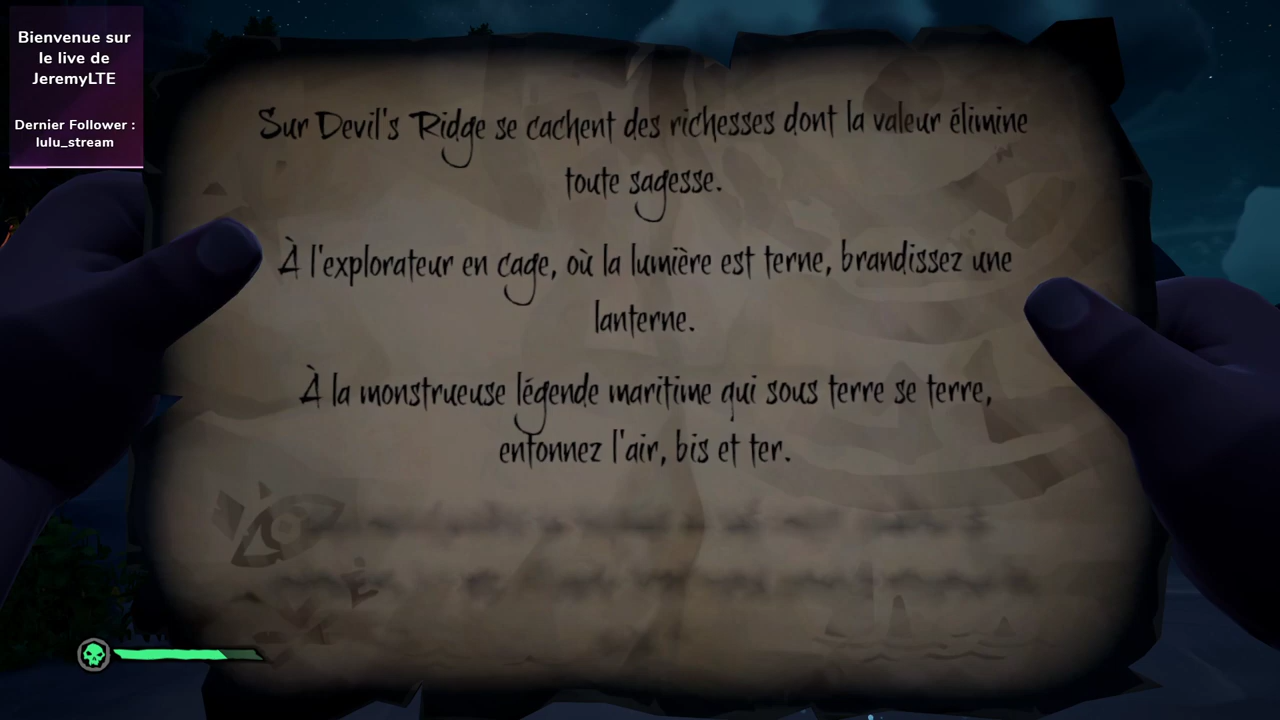 Bienvenue sur
le live de
JeremyLTE
Dernier Follower :
lulu_stream
Sur Devil's Ridge se cachent des richesses dont la valeur élimine
toute sagesse.
À l'explorateur en cage, où la lumière est terne, brandissez une
lanterne.
À la monstrueuse légende maritime qui sous terre se terre,
entonnez l'air, bis et ter.